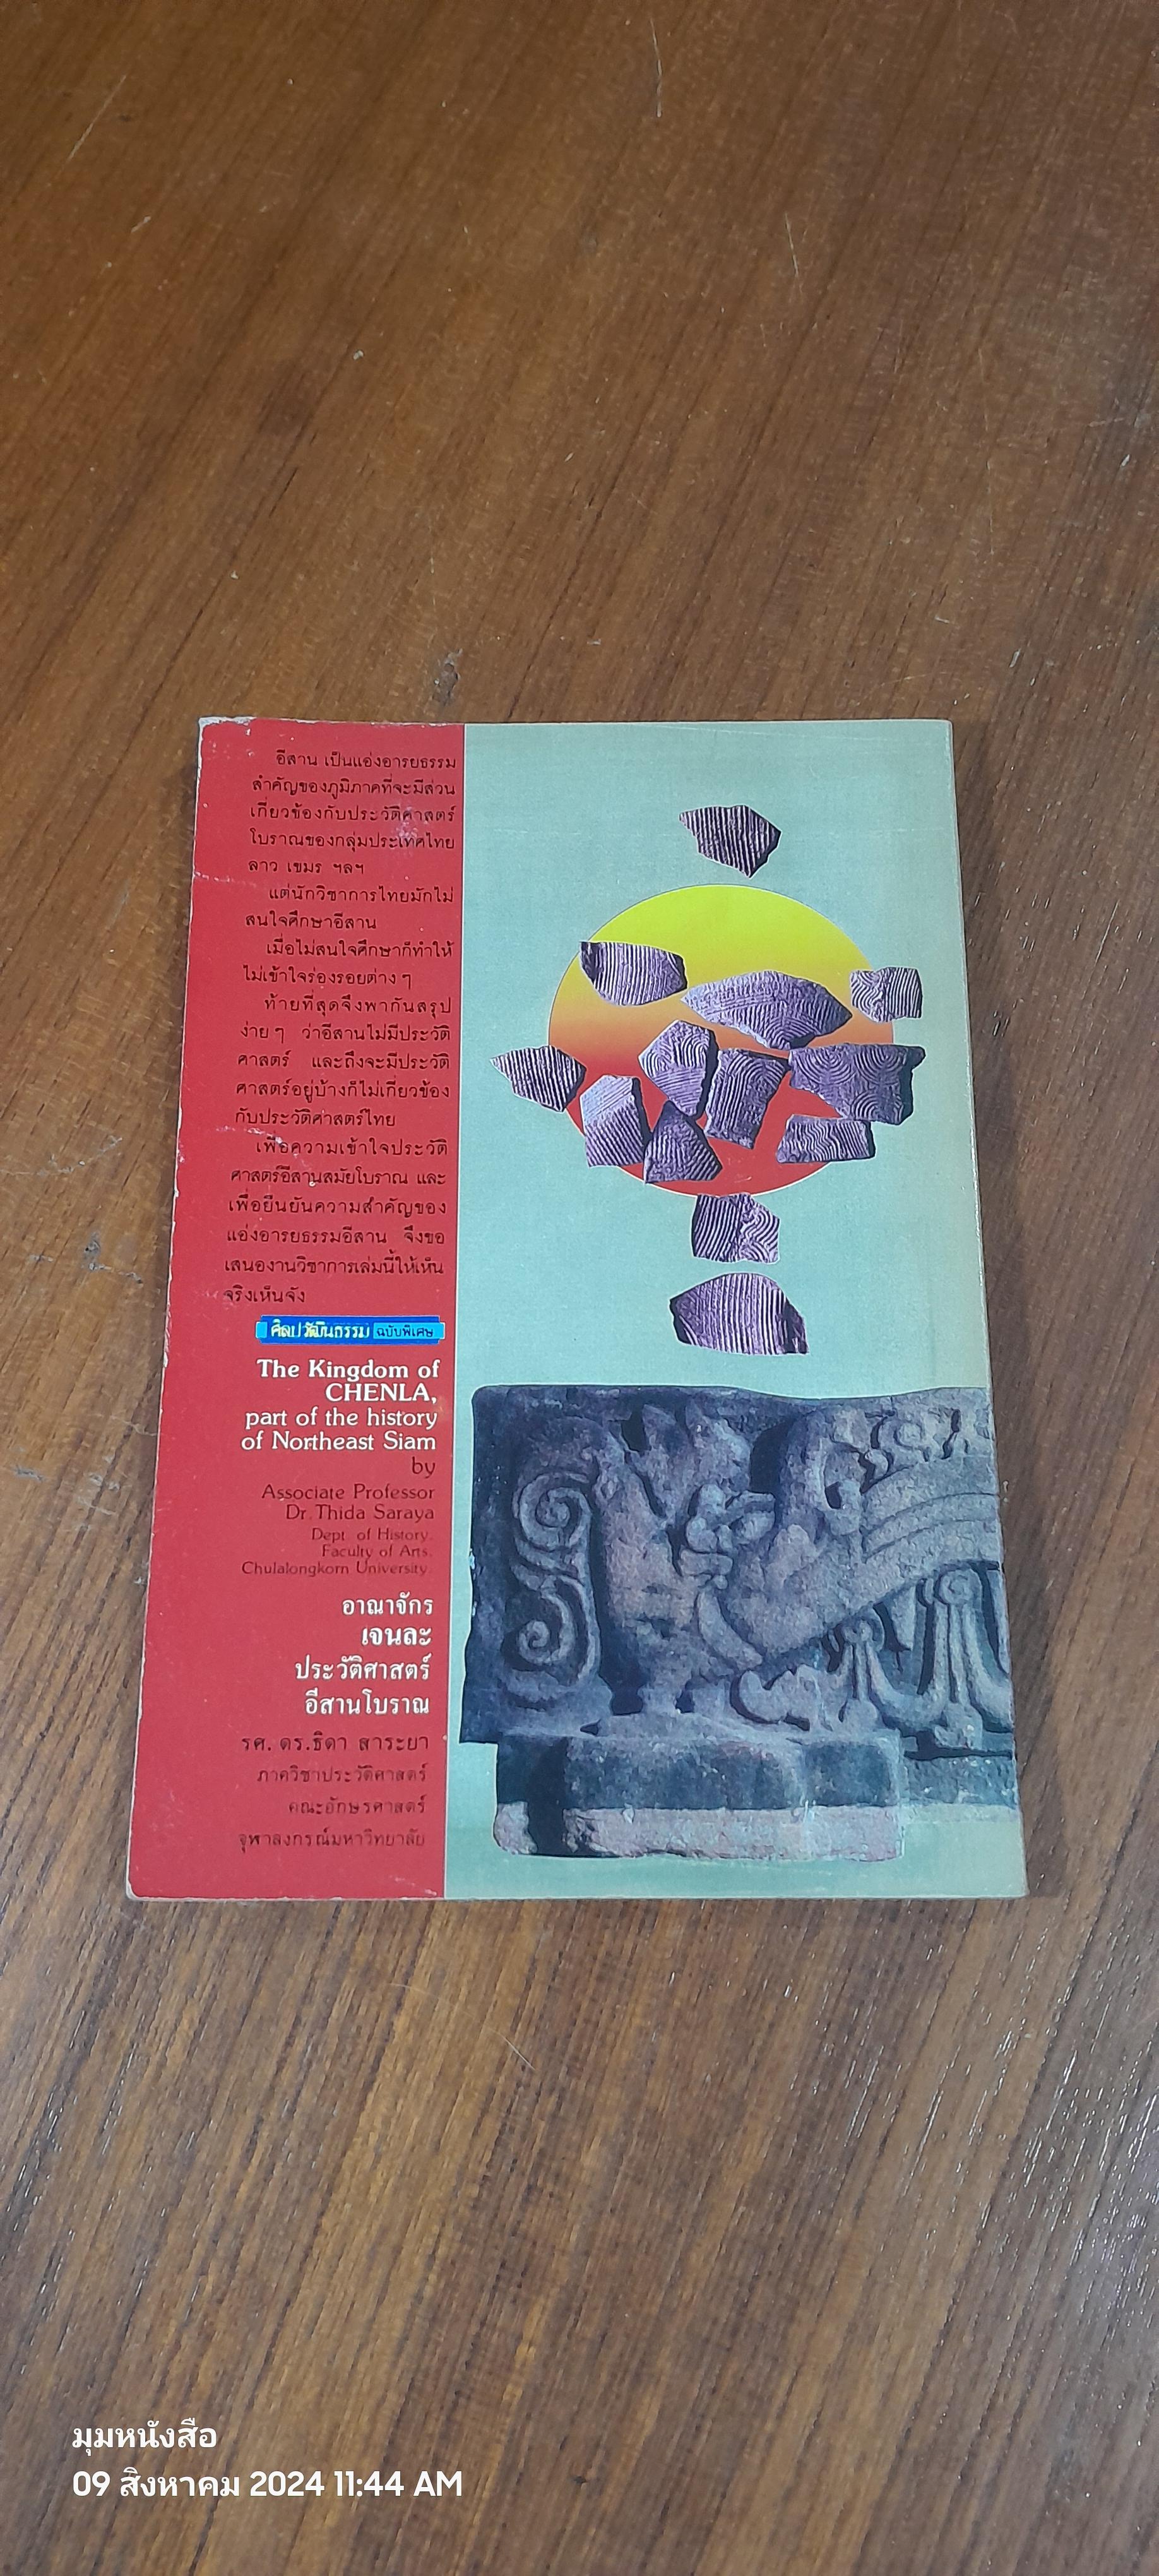 อีสาน เป็นแอ่งอารยธรรม
สำคัญของภูมิภาคที่จะมีส่วน
เกี่ยวข้องกับประวัติศาสตร์
โบราณของกลุ่มประเทศไทย
ลาว เขมร ฯลฯ
แต่นักวิชาการไทยมักไม่
สนใจศึกษาอีสาน
เมื่อไม่สนใจศึกษาก็ทำให้
ไม่เข้าใจร่องรอยต่าง ๆ
ท้ายที่สุดจึงพากันสรุป
ง่าย ๆ ว่าอีสานไม่มีประวัติ
ศาสตร์ และถึงจะมีประวัติ
ศาสตร์อยู่บ้างก็ไม่เกี่ยวข้อง
กับประวัติศาสตร์ไทย
เพื่อความเข้าใจประวัติ
ศาสตร์อีสานสมัยโบราณ และ
เพื่อยืนยันความสำคัญของ
แอ่งอารยธรรมอีสาน จึงขอ
เสนองานวิชาการเล่มนี้ให้เห็น
จริงเห็นจัง
ศิลปวัฒนธรรม ฉบับพิเศษ
The Kingdom of
CHENLA,
part of the history
of Northeast Siam
by
Associate Professor
Dr. Thida Saraya
Dept. of History.
Faculty of Arts.
Chulalongkorn University.
อาณาจักร
เจนละ
ประวัติศาสตร์
อีสานโบราณ
รศ. ดร.ธิดา สาระยา
ภาควิชาประวัติศาสตร์
คณะอักษรศาสตร์
จุฬาลงกรณ์มหาวิทยาลัย
มุมหนังสือ
09 สิงหาคม 2024 11:44 AM